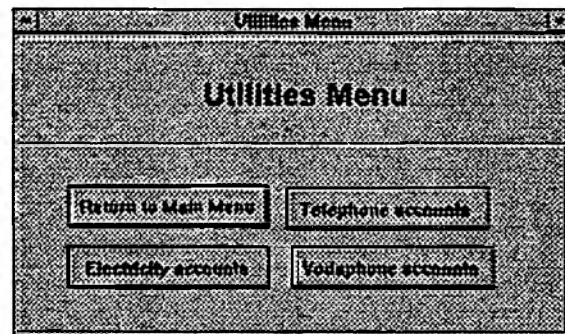 Utilities Menu
Utilities Menu
Return to Main Menu Telephone accounts
Electricity accounts Vodaphone accounts